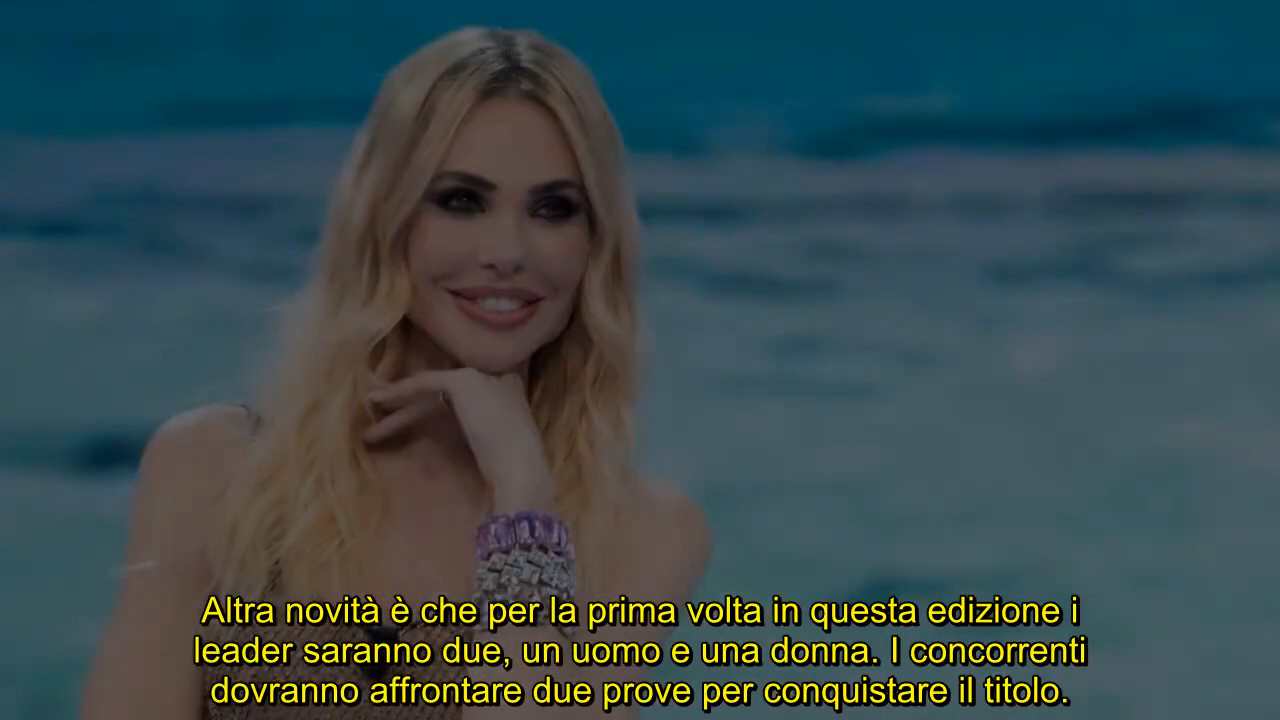 Altra novità è che per la prima volta in questa edizione i
leader saranno due, un uomo e una donna. I concorrenti
dovranno affrontare due prove per conquistare il titolo.